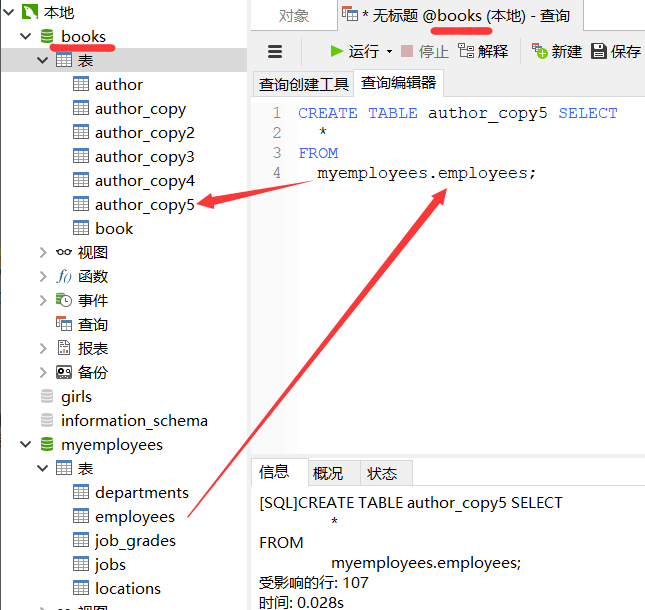 本地
books
表
author
author_copy
author_copy2
author_copy3
author_copy4
author_copy5
book
视图
函数
事件
查询
报表
备份
girls
information_schema
myemployees
表
departments
employees
job_grades
jobs
locations
对象
* 无标题 @books (本地) - 查询
运行
停止
解释
新建
保存
查询创建工具
查询编辑器
1 CREATE TABLE author_copy5 SELECT
2 *
3 FROM
4 myemployees.employees;
信息
概况
状态
[SQL]CREATE TABLE author_copy5 SELECT
*
FROM
myemployees.employees;
受影响的行: 107
时间: 0.028s